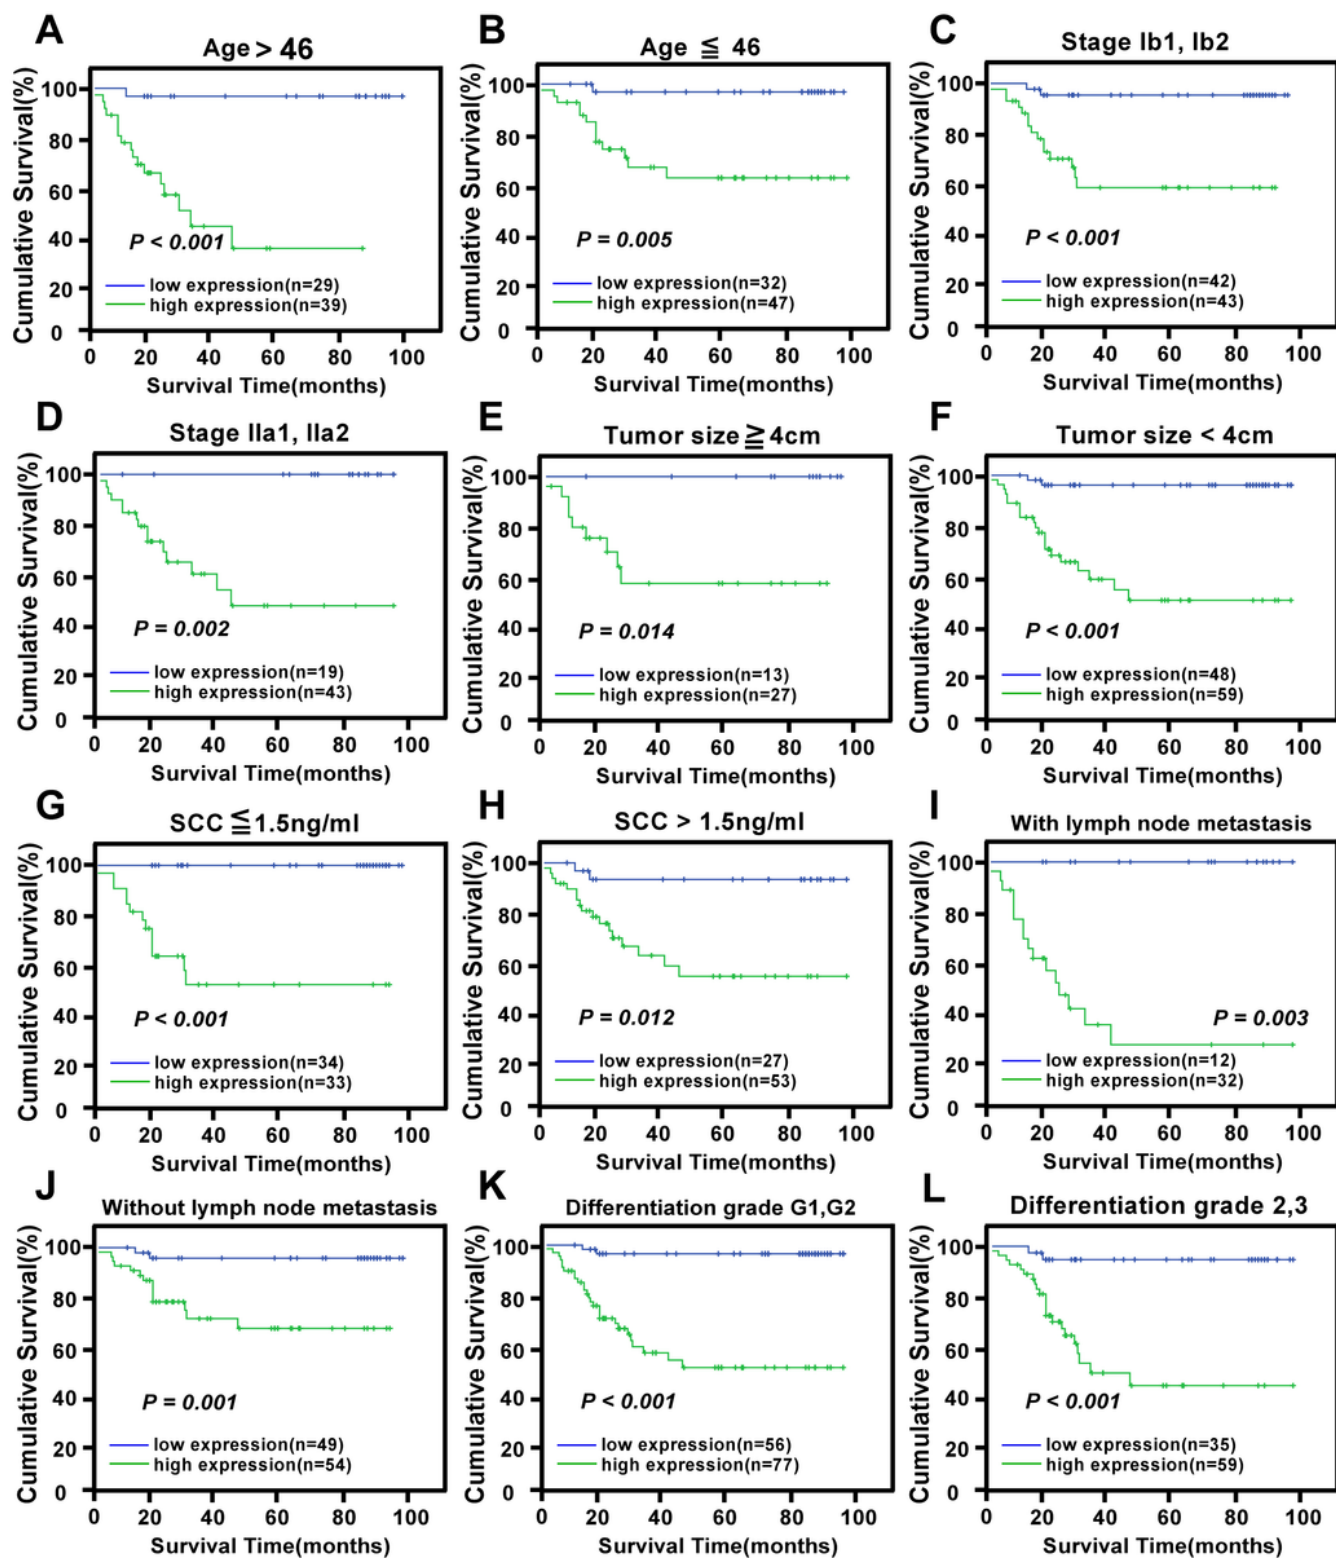 A
Age > 46
Cumulative Survival(%)
100
80
60
40
20
0
P < 0.001
low expression(n=29)
high expression(n=39)
0 20 40 60 80 100
Survival Time(months)
B
Age ≦ 46
Cumulative Survival(%)
100
80
60
40
20
0
P = 0.005
low expression(n=32)
high expression(n=47)
0 20 40 60 80 100
Survival Time(months)
C
Stage Ib1, Ib2
Cumulative Survival(%)
100
80
60
40
20
0
P < 0.001
low expression(n=42)
high expression(n=43)
0 20 40 60 80 100
Survival Time(months)
D
Stage IIa1, IIa2
Cumulative Survival(%)
100
80
60
40
20
0
P = 0.002
low expression(n=19)
high expression(n=43)
0 20 40 60 80 100
Survival Time(months)
E
Tumor size ≧ 4cm
Cumulative Survival(%)
100
80
60
40
20
0
P = 0.014
low expression(n=13)
high expression(n=27)
0 20 40 60 80 100
Survival Time(months)
F
Tumor size < 4cm
Cumulative Survival(%)
100
80
60
40
20
0
P < 0.001
low expression(n=48)
high expression(n=59)
0 20 40 60 80 100
Survival Time(months)
G
SCC ≦ 1.5ng/ml
Cumulative Survival(%)
100
80
60
40
20
0
P < 0.001
low expression(n=34)
high expression(n=33)
0 20 40 60 80 100
Survival Time(months)
H
SCC > 1.5ng/ml
Cumulative Survival(%)
100
80
60
40
20
0
P = 0.012
low expression(n=27)
high expression(n=53)
0 20 40 60 80 100
Survival Time(months)
I
With lymph node metastasis
Cumulative Survival(%)
100
80
60
40
20
0
P = 0.003
low expression(n=12)
high expression(n=32)
0 20 40 60 80 100
Survival Time(months)
J
Without lymph node metastasis
Cumulative Survival(%)
100
80
60
40
20
0
P = 0.001
low expression(n=49)
high expression(n=54)
0 20 40 60 80 100
Survival Time(months)
K
Differentiation grade G1,G2
Cumulative Survival(%)
100
80
60
40
20
0
P < 0.001
low expression(n=56)
high expression(n=77)
0 20 40 60 80 100
Survival Time(months)
L
Differentiation grade 2,3
Cumulative Survival(%)
100
80
60
40
20
0
P < 0.001
low expression(n=35)
high expression(n=59)
0 20 40 60 80 100
Survival Time(months)